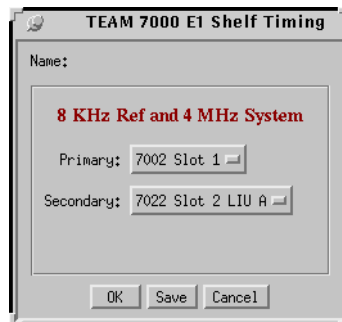 TEAM 7000 E1 Shelf Timing
Name:
8 KHz Ref and 4 MHz System
Primary: 7002 Slot 1
Secondary: 7022 Slot 2 LIU A
OK Save Cancel